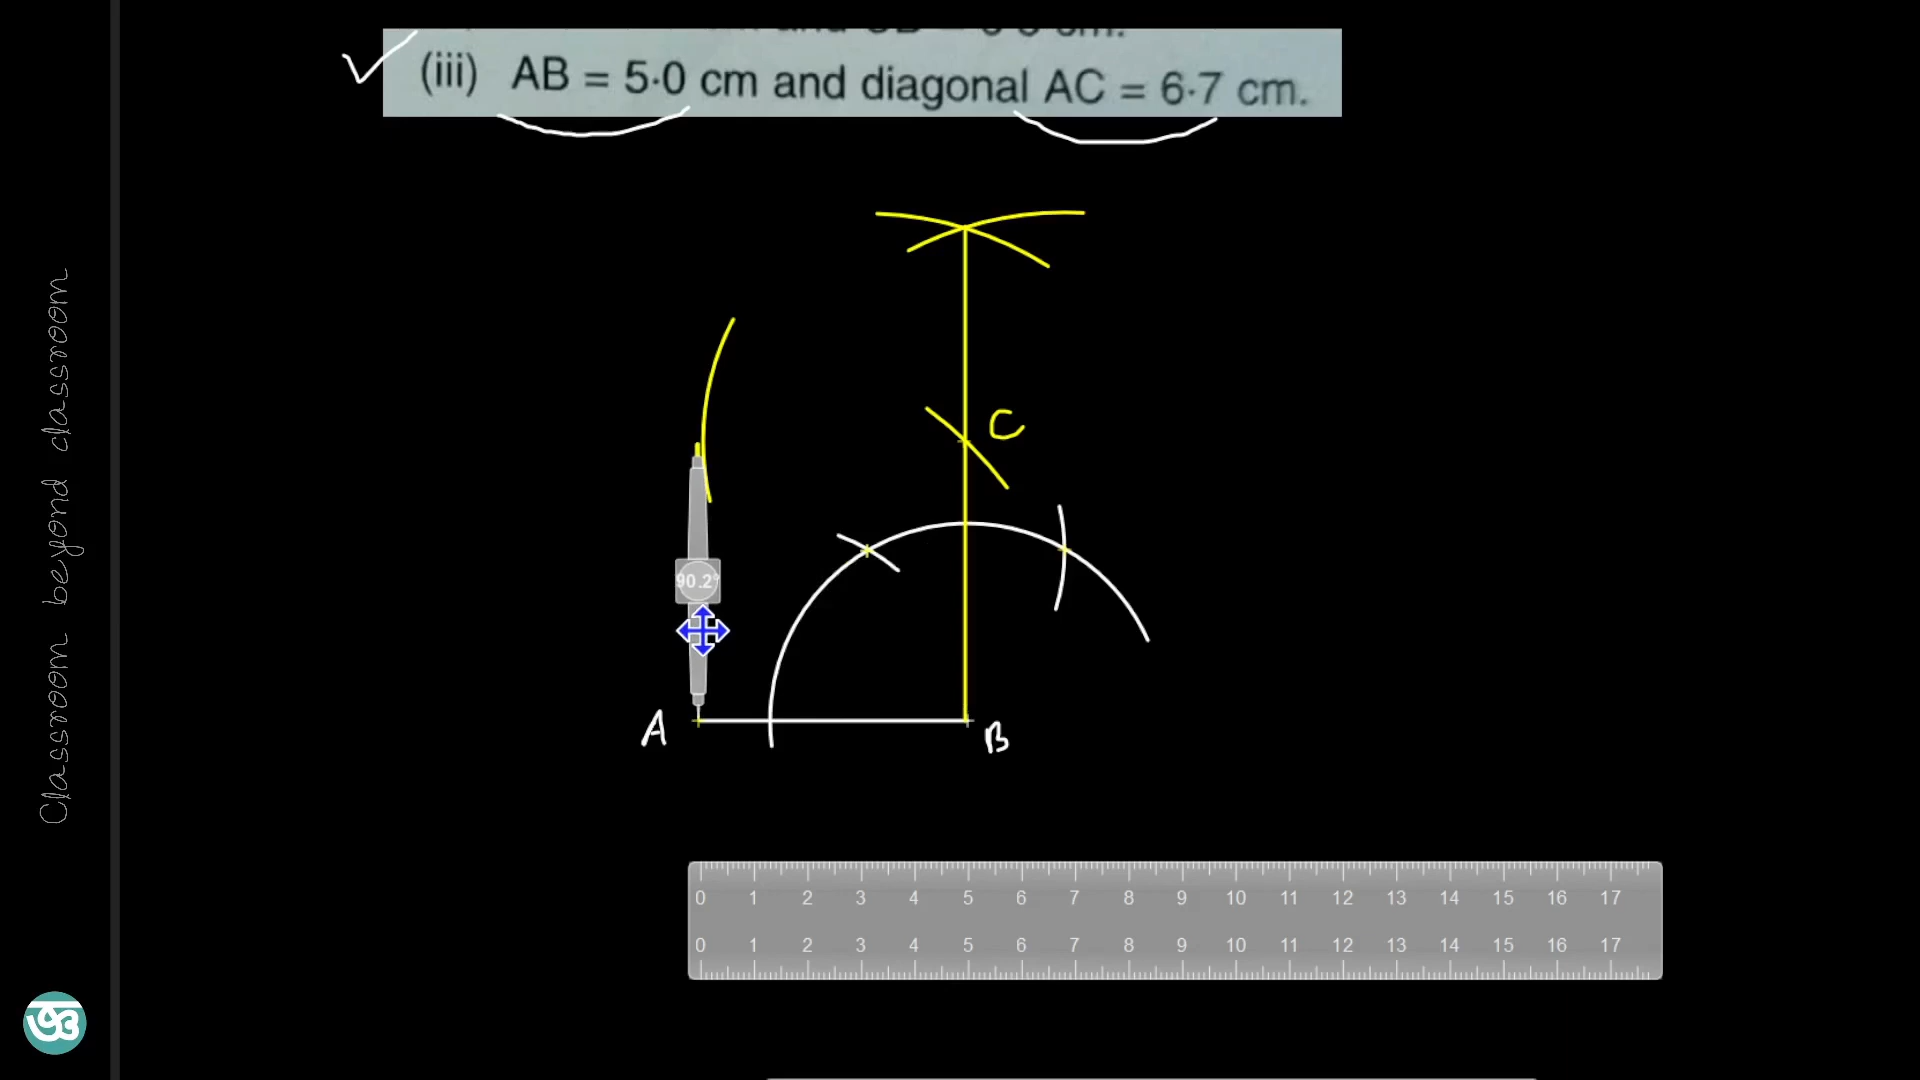 (iii) AB = 5·0 cm and diagonal AC = 6·7 cm.
C
90.2°
A
B
0 1 2 3 4 5 6 7 8 9 10 11 12 13 14 15 16 17
0 1 2 3 4 5 6 7 8 9 10 11 12 13 14 15 16 17
Classroom beyond classroom